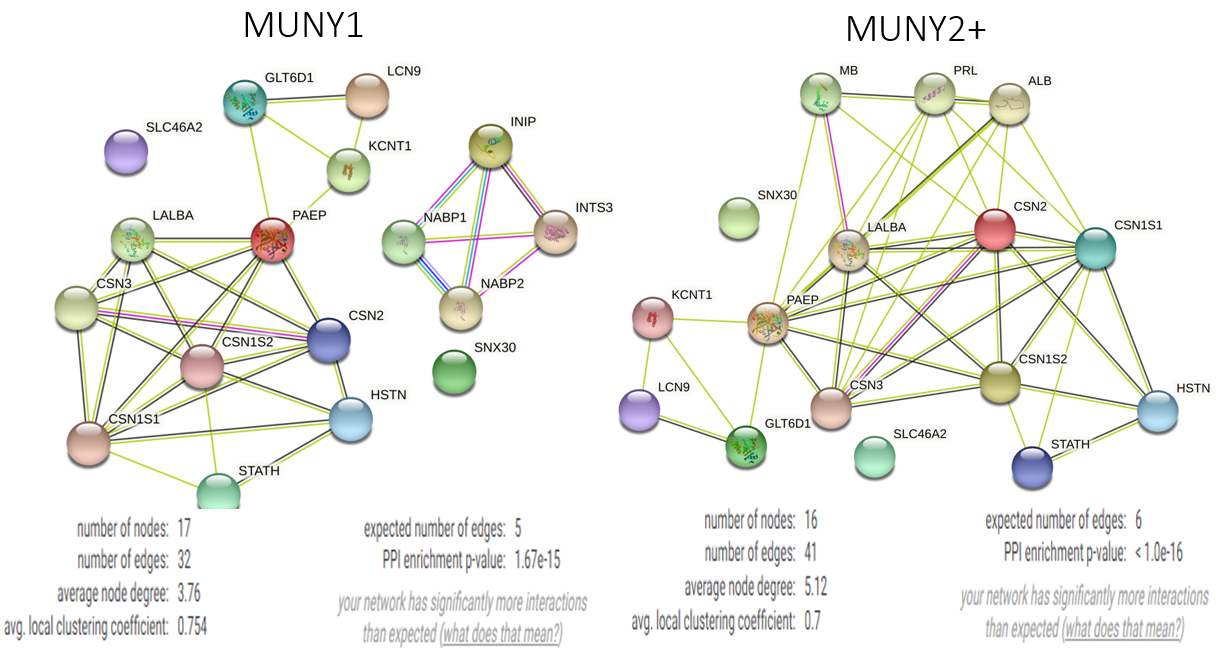 MUNY1
GLT6D1
LCN9
SLC46A2
KCNT1
INIP
INTS3
NABP1
NABP2
LALBA
PAEP
CSN3
CSN2
CSN1S2
SNX30
HSTN
CSN1S1
STATH
number of nodes: 17
number of edges: 32
average node degree: 3.76
avg. local clustering coefficient: 0.754
expected number of edges: 5
PPI enrichment p-value: 1.67e-15
your network has significantly more interactions
than expected (what does that mean?)
MUNY2+
MB
PRL
ALB
SNX30
CSN2
LALBA
CSN1S1
KCNT1
PAEP
CSN1S2
LCN9
CSN3
HSTN
GLT6D1
SLC46A2
STATH
number of nodes: 16
number of edges: 41
average node degree: 5.12
avg. local clustering coefficient: 0.7
expected number of edges: 6
PPI enrichment p-value: < 1.0e-16
your network has significantly more interactions
than expected (what does that mean?)